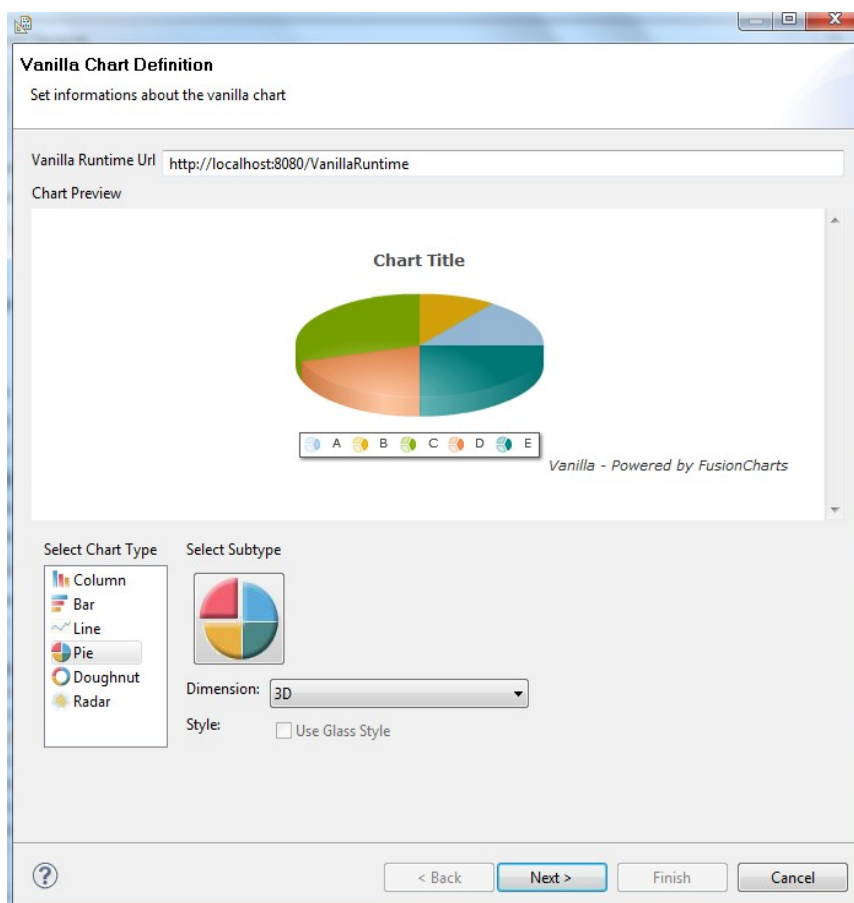 Vanilla Chart Definition
Set informations about the vanilla chart
Vanilla Runtime Url http://localhost:8080/VanillaRuntime
Chart Preview
Chart Title
A B C D E
Vanilla - Powered by FusionCharts
Select Chart Type Select Subtype
Column
Bar
Line
Pie
Doughnut
Radar
Dimension: 3D
Style: Use Glass Style
? < Back Next > Finish Cancel